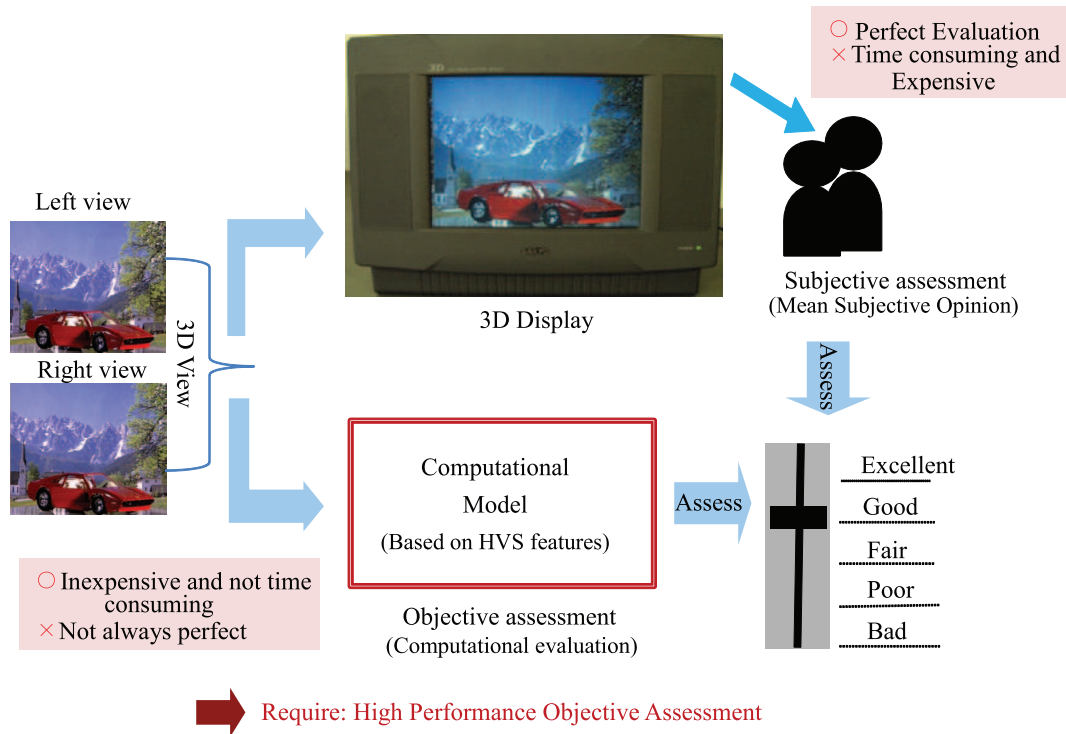 ○ Perfect Evaluation
× Time consuming and
Expensive
3D
Left view
3D View
Right view
3D Display
Subjective assessment
(Mean Subjective Opinion)
Assess
Computational
Model
(Based on HVS features)
Assess
Excellent
Good
Fair
Poor
Bad
○ Inexpensive and not time
consuming
× Not always perfect
Objective assessment
(Computational evaluation)
Require: High Performance Objective Assessment